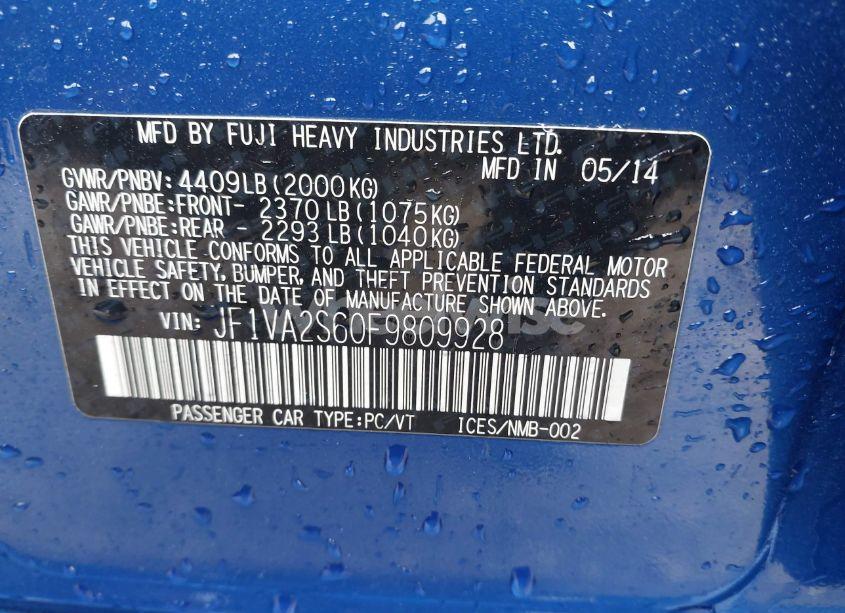 MFD BY FUJI HEAVY INDUSTRIES LTD.
MFD IN 05/14
GVWR/PNBV: 4409LB(2000KG)
GAWR/PNBE:FRONT- 2370LB(1075KG)
GAWR/PNBE:REAR - 2293LB(1040KG)
THIS VEHICLE CONFORMS TO ALL APPLICABLE FEDERAL MOTOR
VEHICLE SAFETY, BUMPER, AND THEFT PREVENTION STANDARDS
IN EFFECT ON THE DATE OF MANUFACTURE SHOWN ABOVE.
VIN: JF1VA2S60F9809928
PASSENGER CAR TYPE:PC/VT ICES/NMB-002